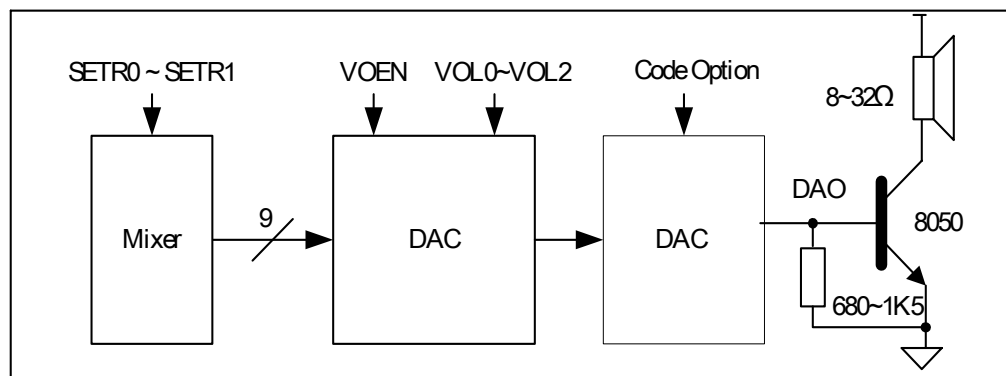 SETR0 ~ SETR1
VOEN
VOL0~VOL2
Code Option
8~32Ω
Mixer
9
DAC
DAC
DAO
8050
680~1K5